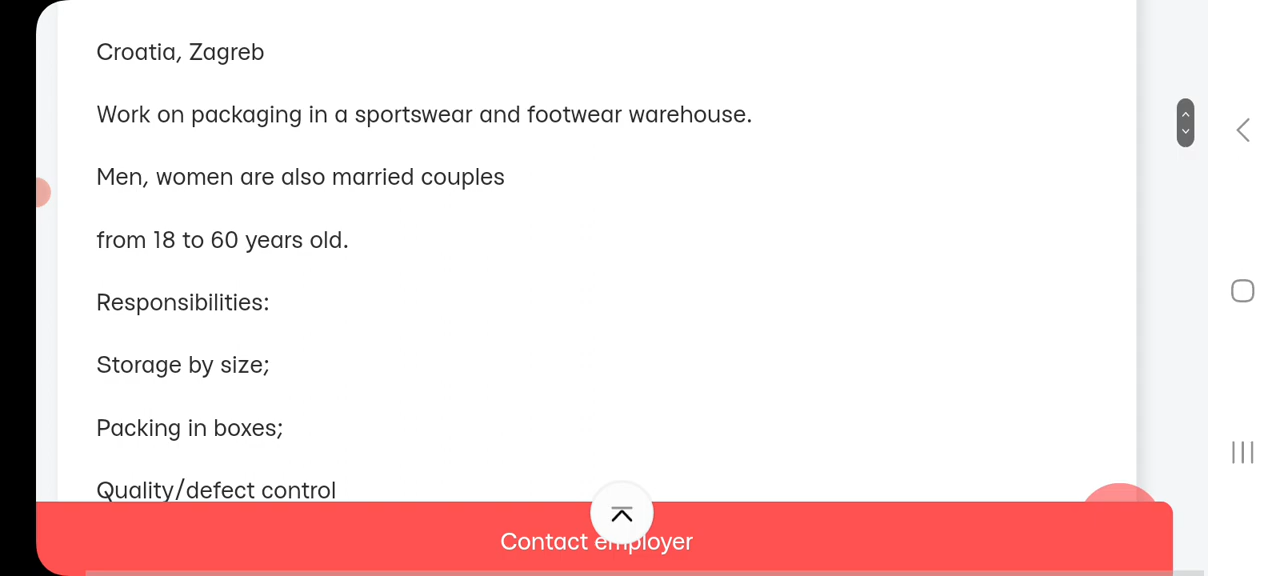 Croatia, Zagreb
Work on packaging in a sportswear and footwear warehouse.
Men, women are also married couples
from 18 to 60 years old.
Responsibilities:
Storage by size;
Packing in boxes;
Quality/defect control
Contact employer